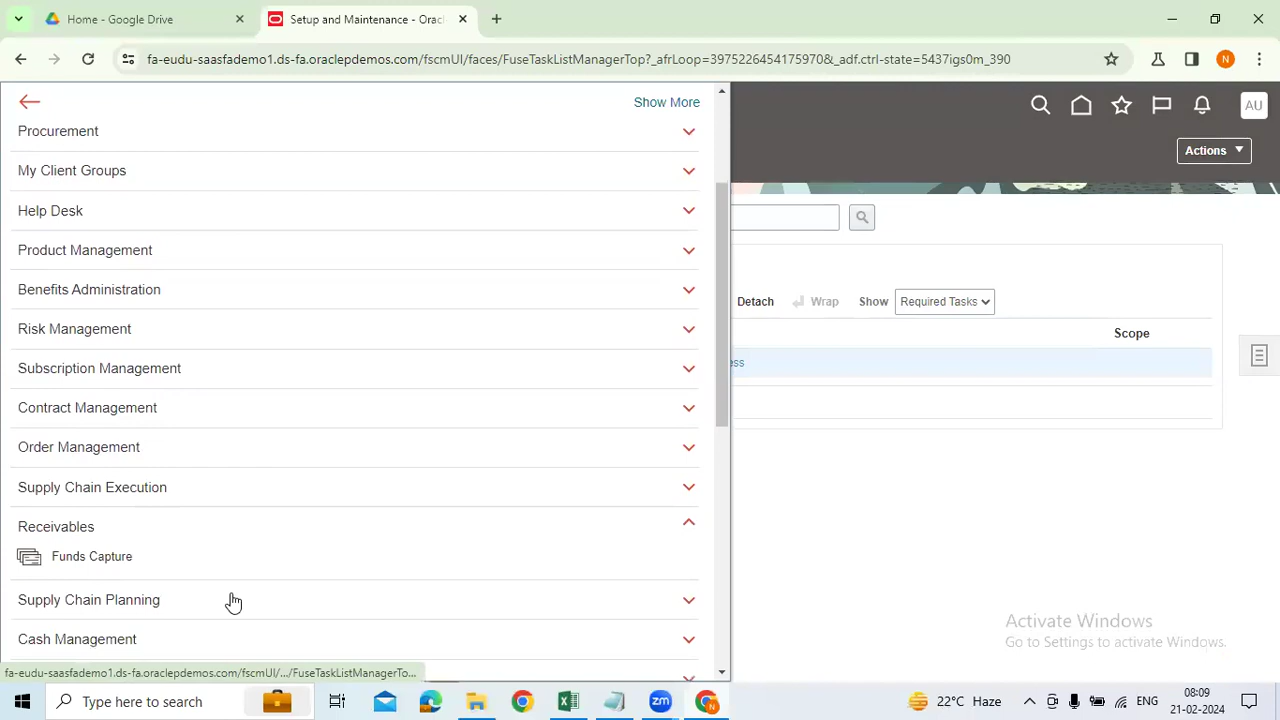 Home - Google Drive
Setup and Maintenance - Orac
fa-eudu-saasfademo1.ds-fa.oraclepdemos.com/fscmUI/faces/FuseTaskListManagerTop?_afrLoop=3975226454175970&_adf.ctrl-state=5437igs0m_390
N
Show More
AU
Procurement
Actions
My Client Groups
Help Desk
Product Management
Benefits Administration
Detach
Wrap
Show
Required Tasks
Risk Management
Scope
Subscription Management
ess
Contract Management
Order Management
Supply Chain Execution
Receivables
Funds Capture
Supply Chain Planning
Cash Management
Activate Windows
Go to Settings to activate Windows.
fa-eudu-saasfademo1.ds-fa.oraclepdemos.com/fscmUI/.../FuseTaskListManagerTo...
Type here to search
zm
N
22°C Haze
ENG
08:09
21-02-2024